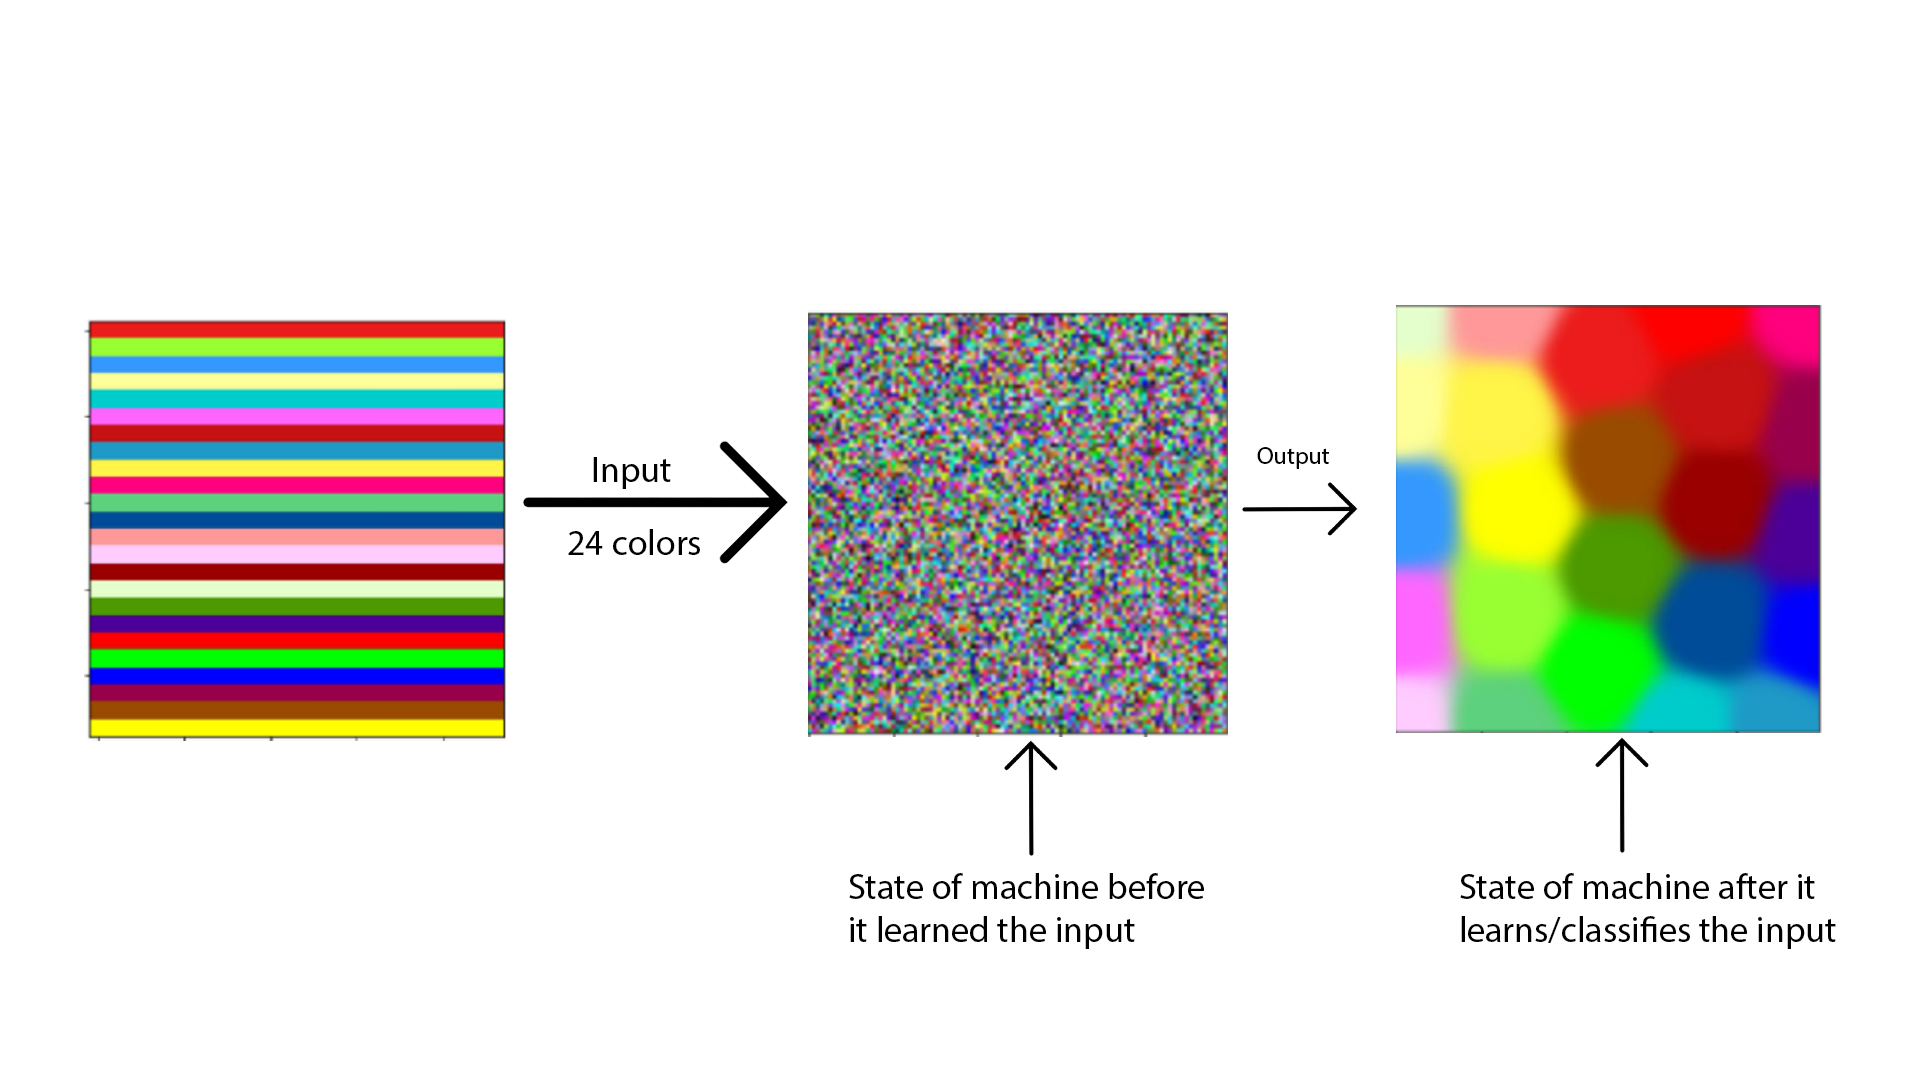 Input
24 colors
Output
State of machine before
it learned the input
State of machine after it
learns/classifies the input